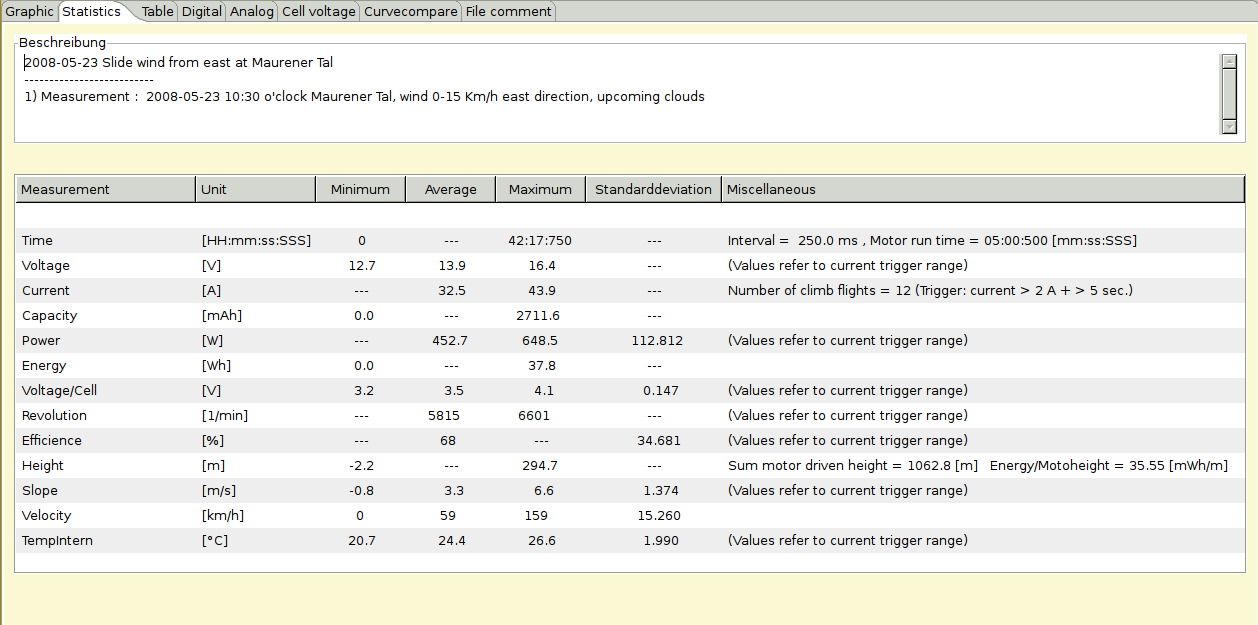 Graphic Statistics Table Digital Analog Cell voltage Curvecompare File comment
Beschreibung
2008-05-23 Slide wind from east at Maurener Tal
--------------------------
1) Measurement :  2008-05-23 10:30 o'clock Maurener Tal, wind 0-15 Km/h east direction, upcoming clouds
Measurement Unit Minimum Average Maximum Standarddeviation Miscellaneous
Time [HH:mm:ss:SSS] 0 --- 42:17:750 --- Interval =  250.0 ms , Motor run time = 05:00:500 [mm:ss:SSS]
Voltage [V] 12.7 13.9 16.4 --- (Values refer to current trigger range)
Current [A] --- 32.5 43.9 --- Number of climb flights = 12 (Trigger: current > 2 A + > 5 sec.)
Capacity [mAh] 0.0 --- 2711.6 ---
Power [W] --- 452.7 648.5 112.812 (Values refer to current trigger range)
Energy [Wh] 0.0 --- 37.8 ---
Voltage/Cell [V] 3.2 3.5 4.1 0.147 (Values refer to current trigger range)
Revolution [1/min] --- 5815 6601 --- (Values refer to current trigger range)
Efficience [%] --- 68 --- 34.681 (Values refer to current trigger range)
Height [m] -2.2 --- 294.7 --- Sum motor driven height = 1062.8 [m]   Energy/Motoheight = 35.55 [mWh/m]
Slope [m/s] -0.8 3.3 6.6 1.374 (Values refer to current trigger range)
Velocity [km/h] 0 59 159 15.260
TempIntern [°C] 20.7 24.4 26.6 1.990 (Values refer to current trigger range)